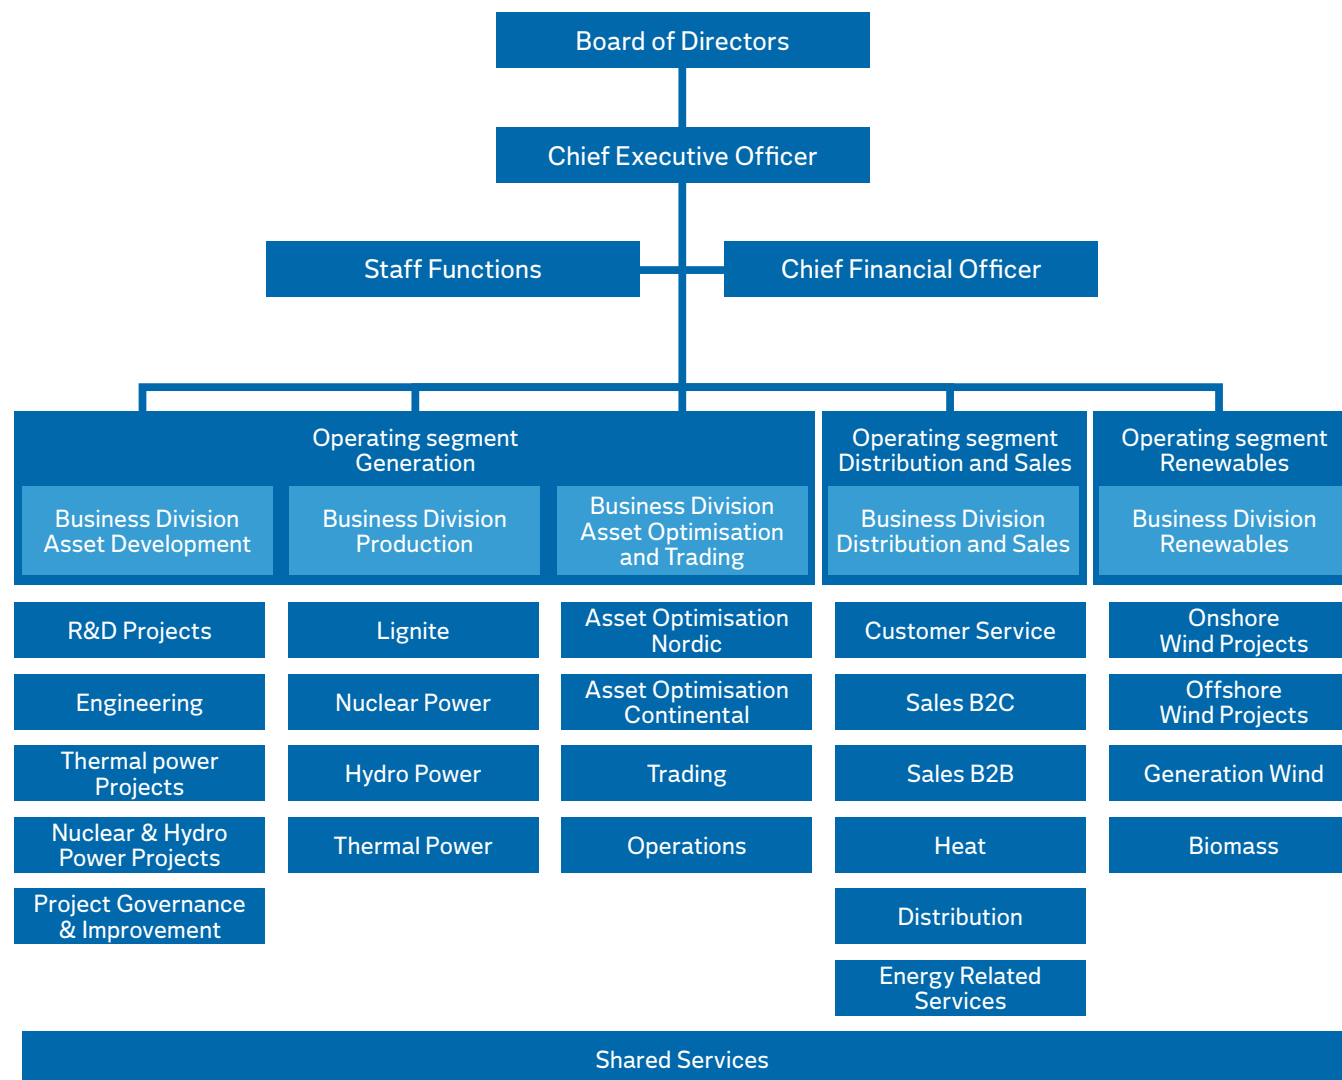 Board of Directors
Chief Executive Officer
Staff Functions
Chief Financial Officer
Operating segment
Generation
Operating segment
Distribution and Sales
Operating segment
Renewables
Business Division
Asset Development
Business Division
Production
Business Division
Asset Optimisation
and Trading
Business Division
Distribution and Sales
Business Division
Renewables
R&D Projects
Engineering
Thermal power
Projects
Nuclear & Hydro
Power Projects
Project Governance
& Improvement
Lignite
Nuclear Power
Hydro Power
Thermal Power
Asset Optimisation
Nordic
Asset Optimisation
Continental
Trading
Operations
Customer Service
Sales B2C
Sales B2B
Heat
Distribution
Energy Related
Services
Onshore
Wind Projects
Offshore
Wind Projects
Generation Wind
Biomass
Shared Services